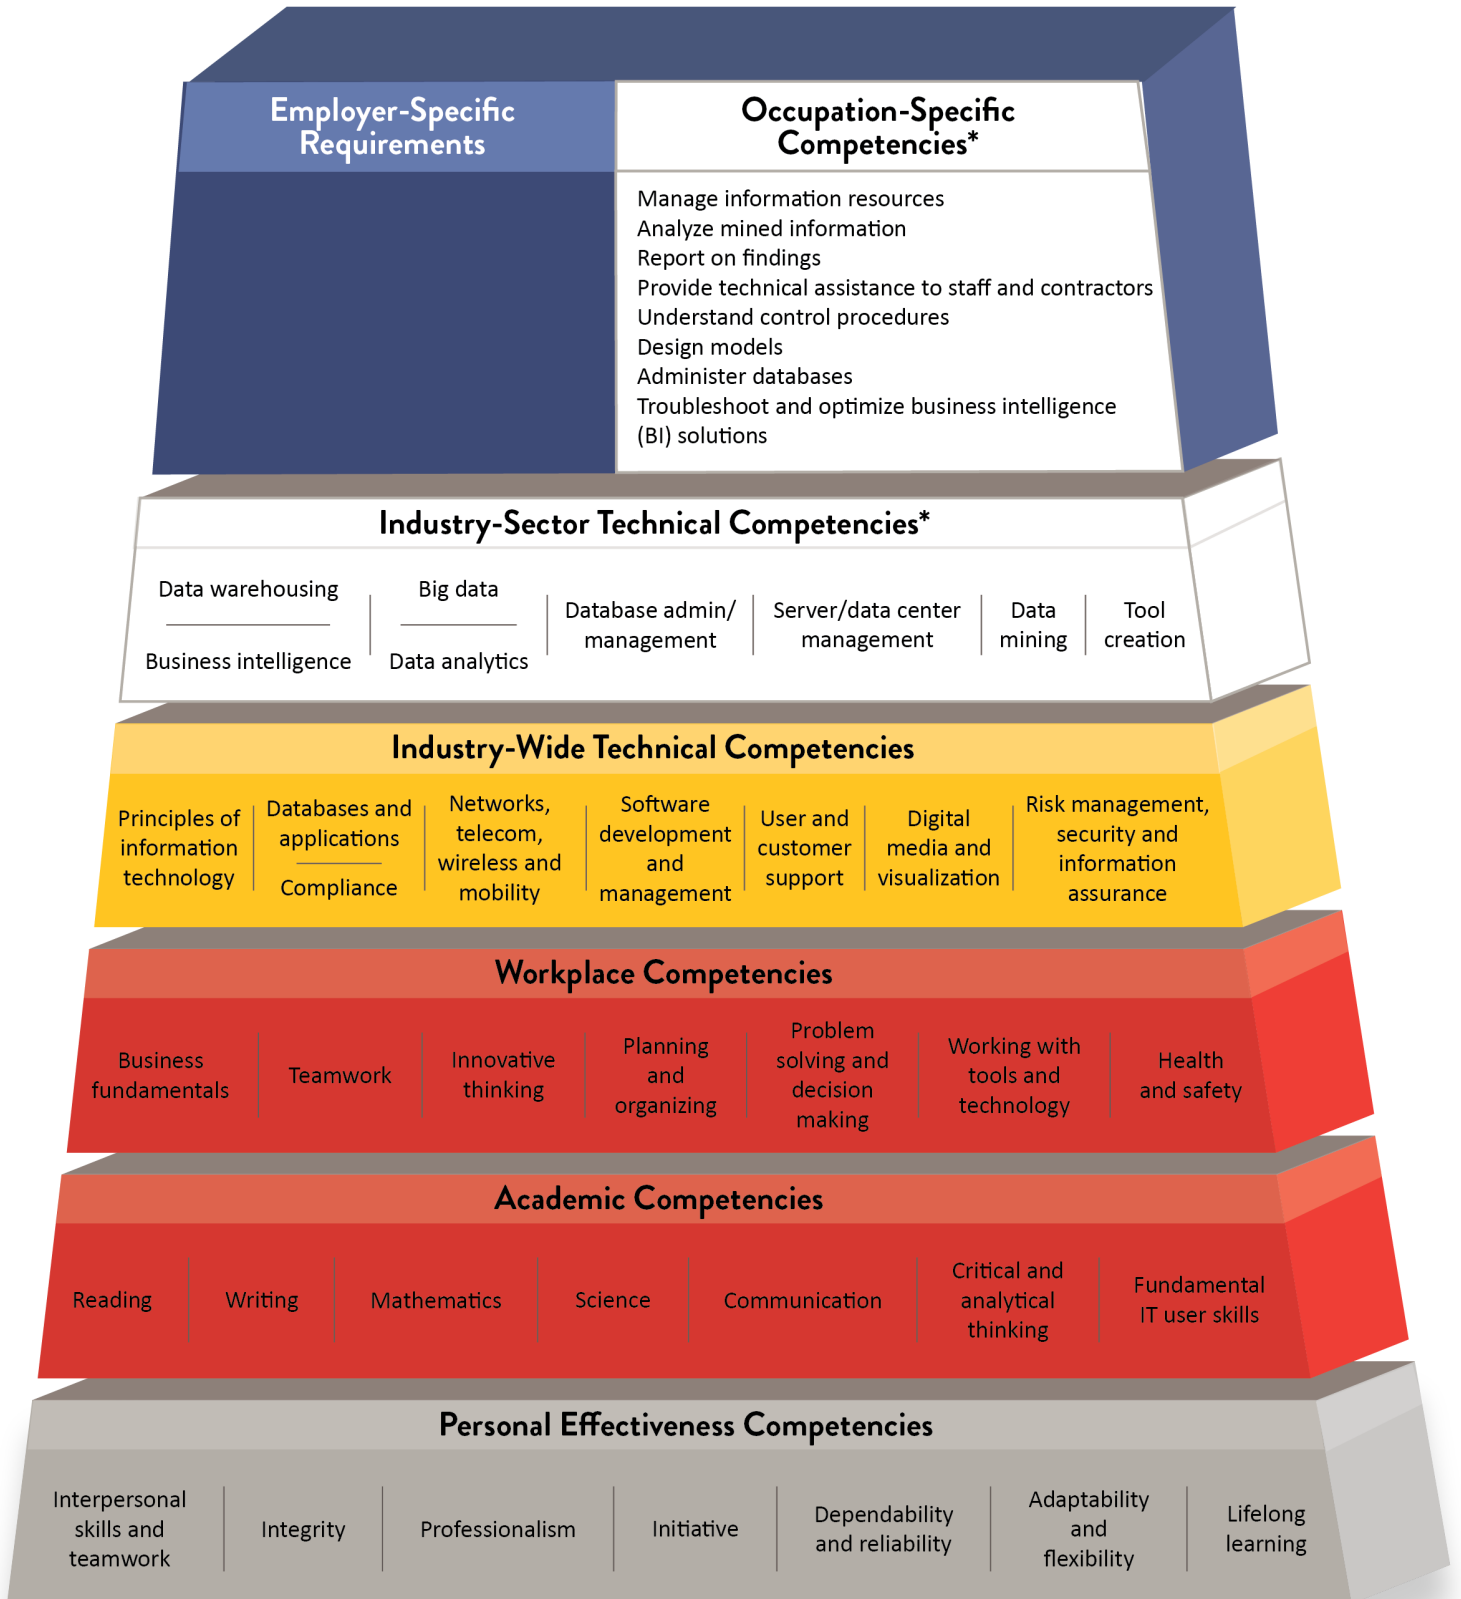 Employer-Specific
Requirements
Occupation-Specific
Competencies*
Manage information resources
Analyze mined information
Report on findings
Provide technical assistance to staff and contractors
Understand control procedures
Design models
Administer databases
Troubleshoot and optimize business intelligence
(BI) solutions
Industry-Sector Technical Competencies*
Data warehousing
Business intelligence
Big data
Data analytics
Database admin/
management
Server/data center
management
Data
mining
Tool
creation
Industry-Wide Technical Competencies
Principles of
information
technology
Databases and
applications
Compliance
Networks,
telecom,
wireless and
mobility
Software
development
and
management
User and
customer
support
Digital
media and
visualization
Risk management,
security and
information
assurance
Workplace Competencies
Business
fundamentals
Teamwork
Innovative
thinking
Planning
and
organizing
Problem
solving and
decision
making
Working with
tools and
technology
Health
and safety
Academic Competencies
Reading
Writing
Mathematics
Science
Communication
Critical and
analytical
thinking
Fundamental
IT user skills
Personal Effectiveness Competencies
Interpersonal
skills and
teamwork
Integrity
Professionalism
Initiative
Dependability
and reliability
Adaptability
and
flexibility
Lifelong
learning